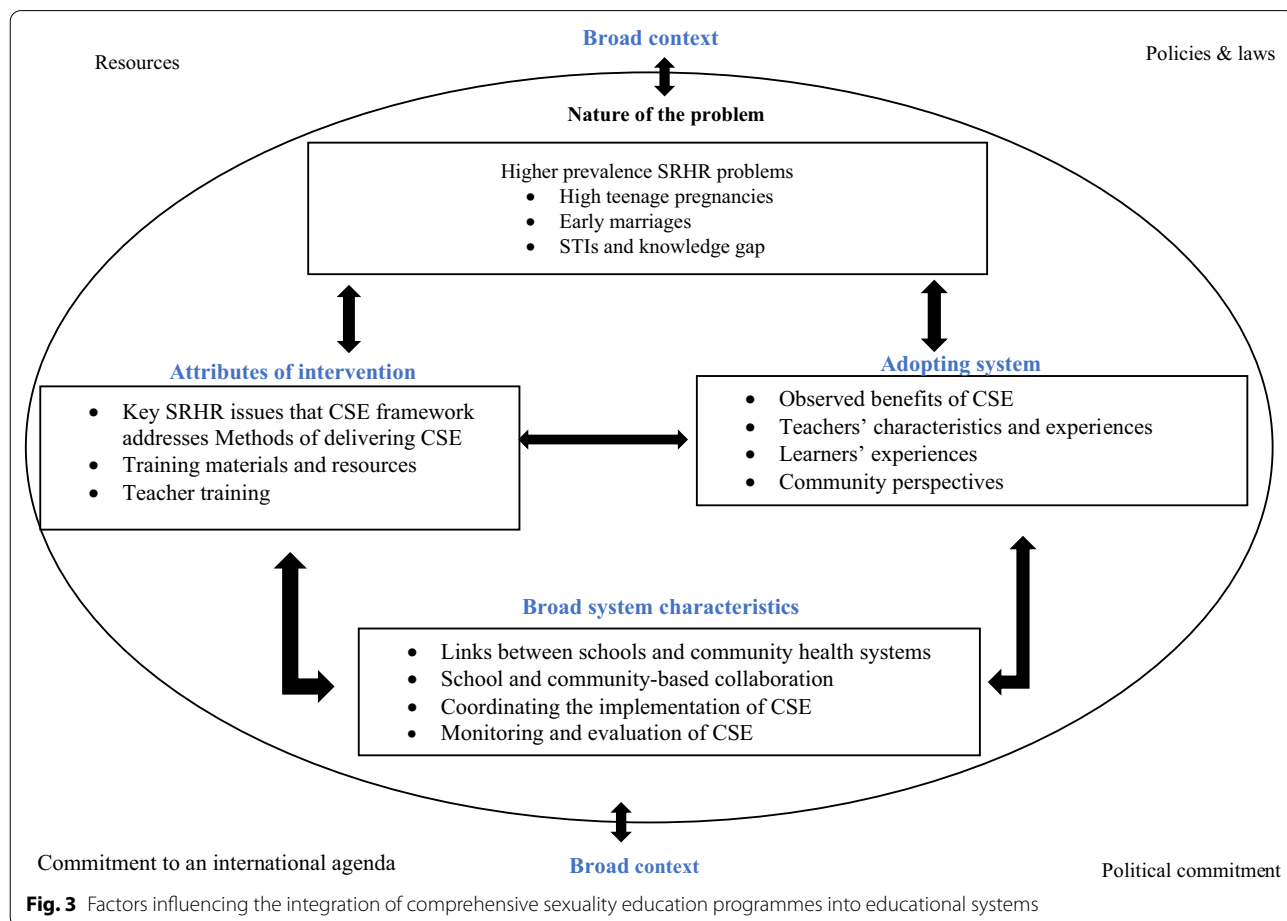 Broad context
Resources
Policies & laws
Nature of the problem
Higher prevalence SRHR problems
• High teenage pregnancies
• Early marriages
• STIs and knowledge gap
Attributes of intervention
• Key SRHR issues that CSE framework
addresses Methods of delivering CSE
• Training materials and resources
• Teacher training
Adopting system
• Observed benefits of CSE
• Teachers’ characteristics and experiences
• Learners’ experiences
• Community perspectives
Broad system characteristics
• Links between schools and community health systems
• School and community-based collaboration
• Coordinating the implementation of CSE
• Monitoring and evaluation of CSE
Commitment to an international agenda
Broad context
Political commitment
Fig. 3 Factors influencing the integration of comprehensive sexuality education programmes into educational systems